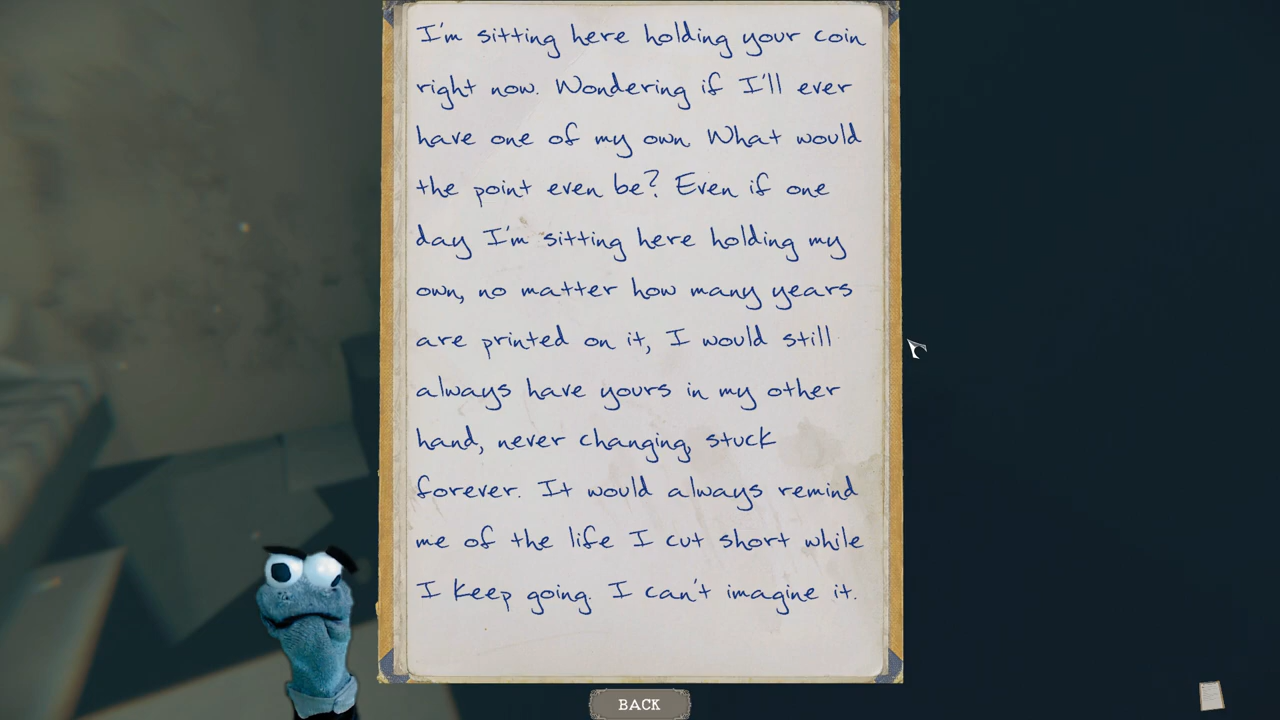 I'm sitting here holding your coin
right now. Wondering if I'll ever
have one of my own. What would
the point even be? Even if one
day I'm sitting here holding my
own, no matter how many years
are printed on it, I would still
always have yours in my other
hand, never changing, stuck
forever. It would always remind
me of the life I cut short while
I keep going. I can't imagine it.
BACK